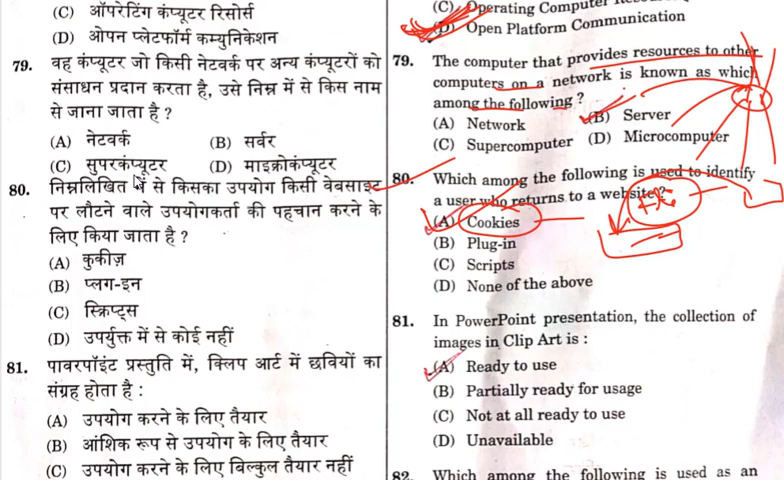 (C) ऑपरेटिंग कंप्यूटर रिसोर्स
(D) ओपन प्लेटफॉर्म कम्युनिकेशन
79. वह कंप्यूटर जो किसी नेटवर्क पर अन्य कंप्यूटरों को
संसाधन प्रदान करता है, उसे निम्न में से किस नाम
से जाना जाता है ?
(A) नेटवर्क (B) सर्वर
(C) सुपरकंप्यूटर (D) माइक्रोकंप्यूटर
80. निम्नलिखित में से किसका उपयोग किसी वेबसाइट
पर लौटने वाले उपयोगकर्ता की पहचान करने के
लिए किया जाता है ?
(A) कुकीज़
(B) प्लग-इन
(C) स्क्रिप्ट्स
(D) उपर्युक्त में से कोई नहीं
81. पावरपॉइंट प्रस्तुति में, क्लिप आर्ट में छवियों का
संग्रह होता है :
(A) उपयोग करने के लिए तैयार
(B) आंशिक रूप से उपयोग के लिए तैयार
(C) उपयोग करने के लिए बिल्कुल तैयार नहीं
(C) Operating Computer
(D) Open Platform Communication
79. The computer that provides resources to other
computers on a network is known as which
among the following ?
(A) Network (B) Server
(C) Supercomputer (D) Microcomputer
80. Which among the following is used to identify
a user who returns to a website ?
(A) Cookies
(B) Plug-in
(C) Scripts
(D) None of the above
81. In PowerPoint presentation, the collection of
images in Clip Art is :
(A) Ready to use
(B) Partially ready for usage
(C) Not at all ready to use
(D) Unavailable
82. Which among the following is used as an